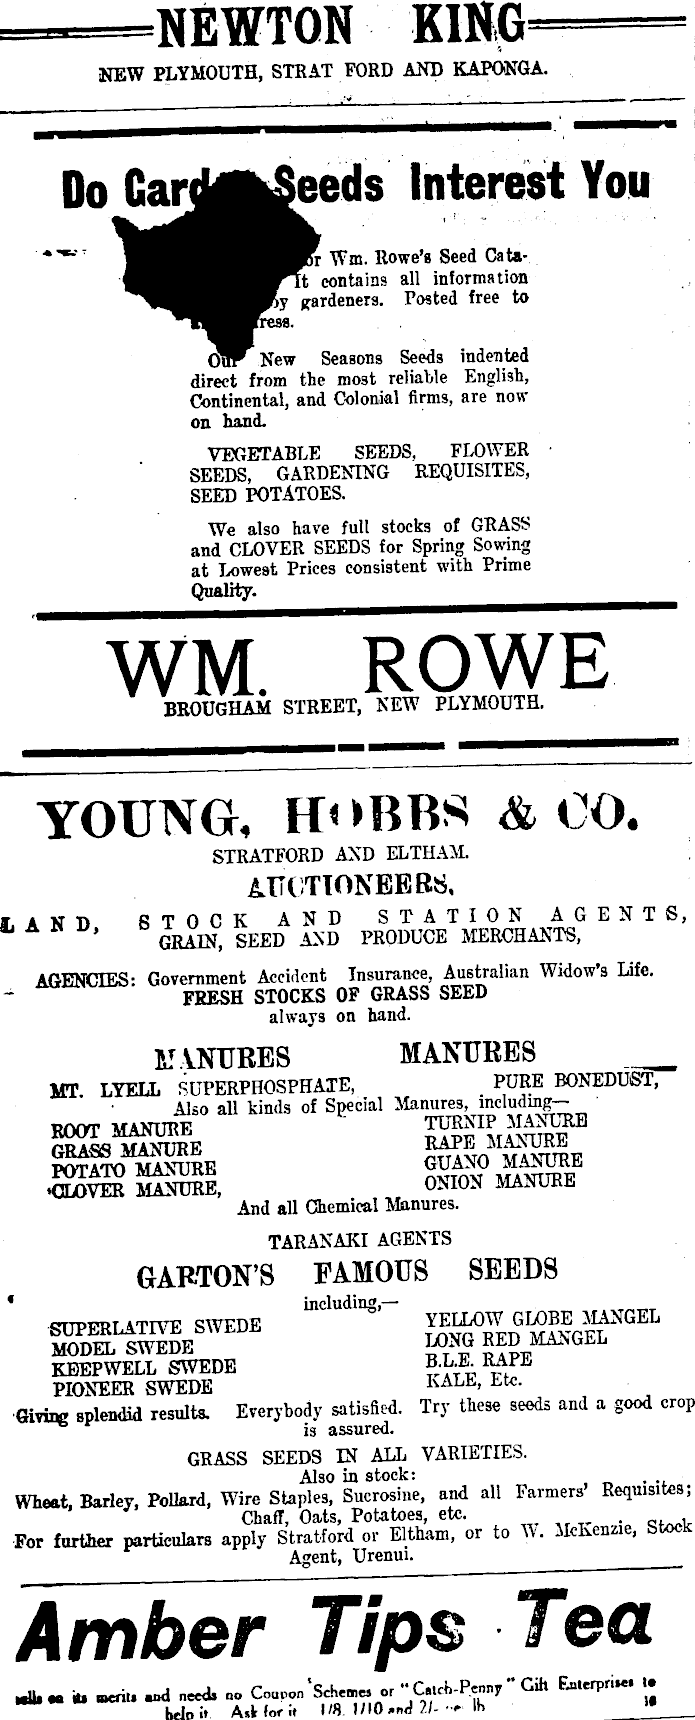 NEWTON KING
NEW PLYMOUTH, STRATFORD AND KAPONGA.
Do Seeds Interest You
Wm. Rowe's Seed Cata-
It contains all information
by gardeners. Posted free to
Our New Seasons Seeds indented
direct from the most reliable English,
Continental, and Colonial firms, are now
on hand.
VEGETABLE SEEDS, FLOWER
SEEDS, GARDENING REQUISITES,
SEED POTATOES.
We also have full stocks of GRASS
and CLOVER SEEDS for Spring Sowing
at Lowest Prices consistent with Prime
Quality.
WM. ROWE
BROUGHAM STREET, NEW PLYMOUTH.
YOUNG, HOBBS & CO.
STRATFORD AND ELTHAM.
AUCTIONEERS,
LAND, STOCK AND STATION AGENTS,
GRAIN, SEED AND PRODUCE MERCHANTS,
AGENCIES: Government Accident Insurance, Australian Widow's Life.
FRESH STOCKS OF GRASS SEED
always on hand.
MANURES MANURES
MT. LYELL SUPERPHOSPHATE, PURE BONEDUST,
Also all kinds of Special Manures, including—
ROOT MANURE TURNIP MANURE
GRASS MANURE RAPE MANURE
POTATO MANURE GUANO MANURE
CLOVER MANURE, ONION MANURE
And all Chemical Manures.
TARANAKI AGENTS
GARTON'S FAMOUS SEEDS
including,—
SUPERLATIVE SWEDE YELLOW GLOBE MANGEL
MODEL SWEDE LONG RED MANGEL
KEEPWELL SWEDE B.L.E. RAPE
PIONEER SWEDE KALE, Etc.
Giving splendid results. Everybody satisfied. Try these seeds and a good crop
is assured.
GRASS SEEDS IN ALL VARIETIES.
Also in stock:
Wheat, Barley, Pollard, Wire Staples, Sucrosine, and all Farmers' Requisites;
Chaff, Oats, Potatoes, etc.
For further particulars apply Stratford or Eltham, or to W. McKenzie, Stock
Agent, Urenui.
Amber Tips Tea
sells on its merits and needs no Coupon Schemes or "Catch-Penny" Gift Enterprises to
help it. Ask for it 1/8, 1/10 and 2/- lb